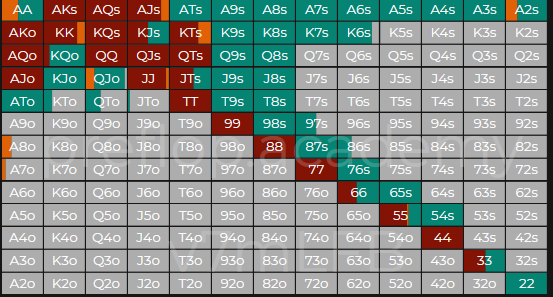 AA AKs AQs AJs ATs A9s A8s A7s A6s A5s A4s A3s A2s
AKo KK KQs KJs KTs K9s K8s K7s K6s K5s K4s K3s K2s
AQo KQo QQ QJs QTs Q9s Q8s Q7s Q6s Q5s Q4s Q3s Q2s
AJo KJo QJo JJ JTs J9s J8s J7s J6s J5s J4s J3s J2s
ATo KTo QTo JTo TT T9s T8s T7s T6s T5s T4s T3s T2s
A9o K9o Q9o J9o T9o 99 98s 97s 96s 95s 94s 93s 92s
A8o K8o Q8o J8o T8o 98o 88 87s 86s 85s 84s 83s 82s
A7o K7o Q7o J7o T7o 97o 87o 77 76s 75s 74s 73s 72s
A6o K6o Q6o J6o T6o 96o 86o 76o 66 65s 64s 63s 62s
A5o K5o Q5o J5o T5o 95o 85o 75o 65o 55 54s 53s 52s
A4o K4o Q4o J4o T4o 94o 84o 74o 64o 54o 44 43s 42s
A3o K3o Q3o J3o T3o 93o 83o 73o 63o 53o 43o 33 32s
A2o K2o Q2o J2o T2o 92o 82o 72o 62o 52o 42o 32o 22